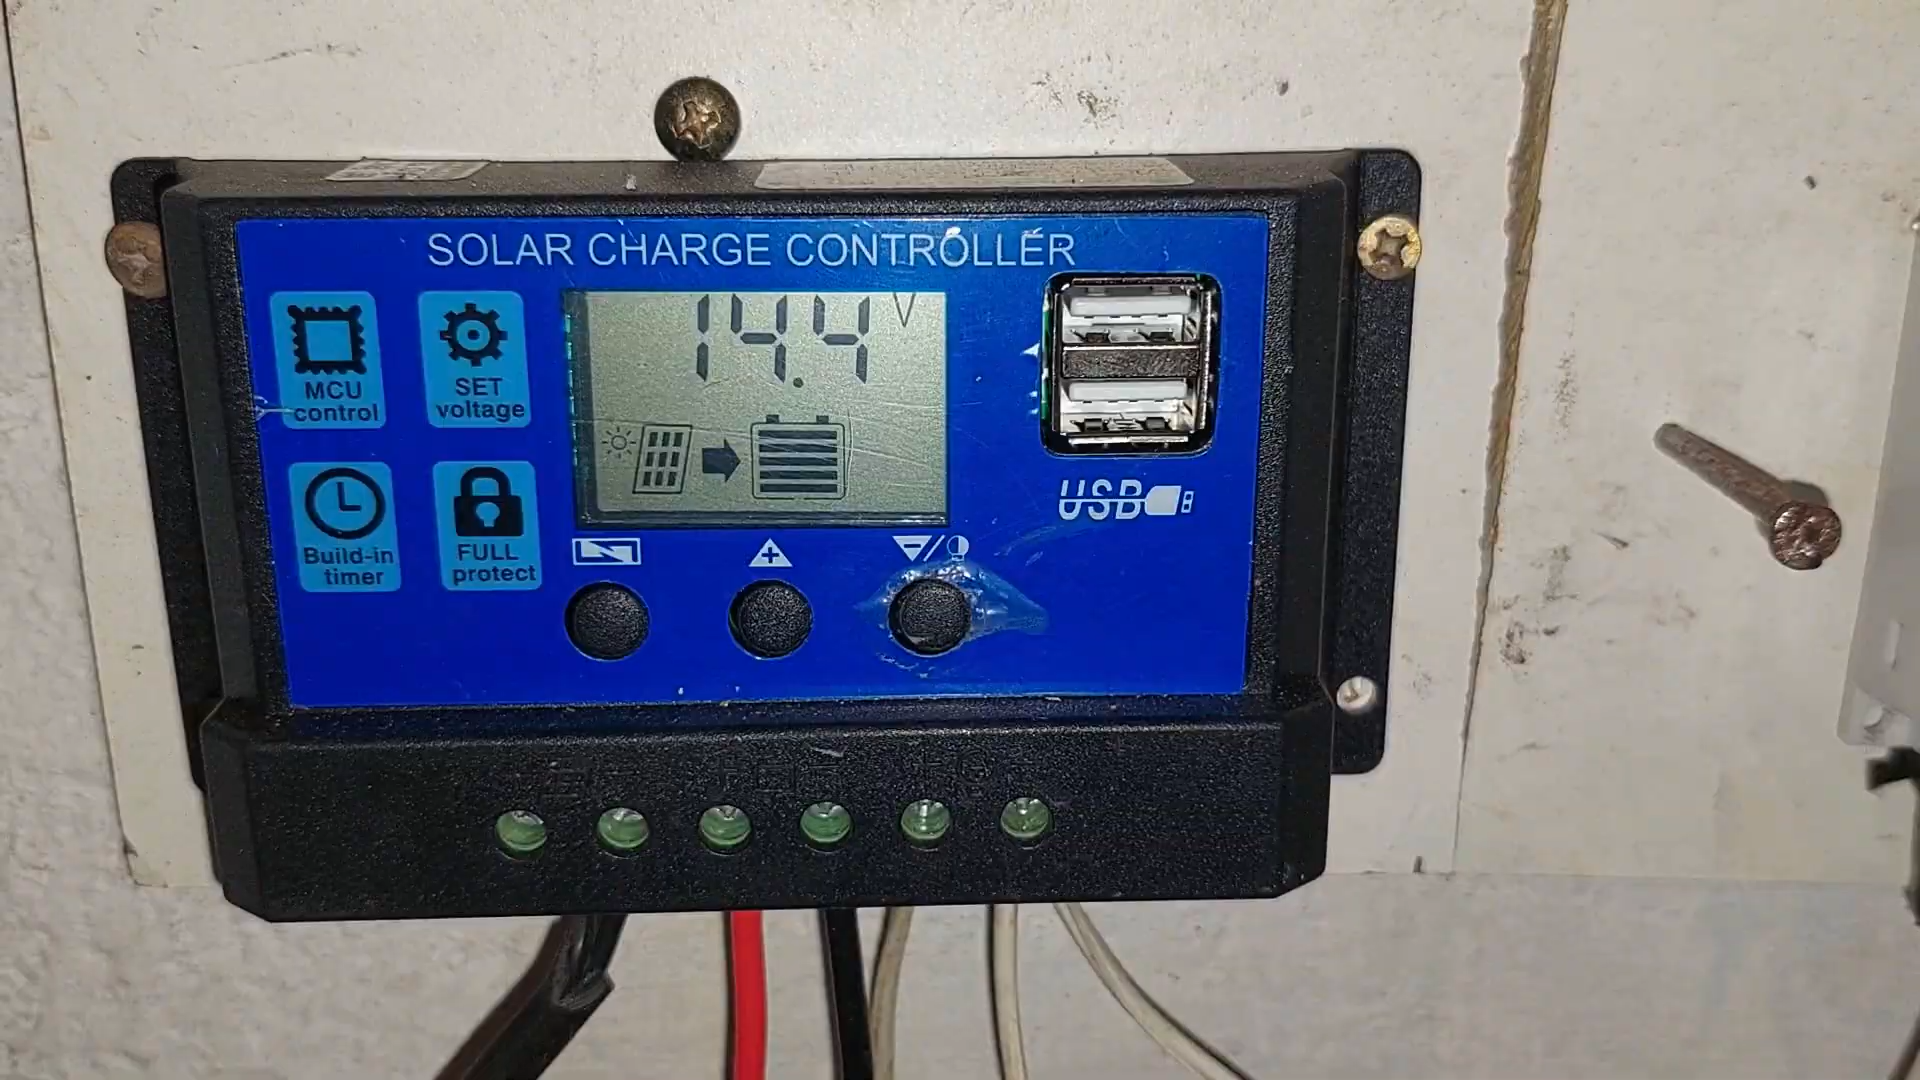 SOLAR CHARGE CONTROLLER
14.4 V
MCU
control
SET
voltage
Build-in
timer
FULL
protect
USB